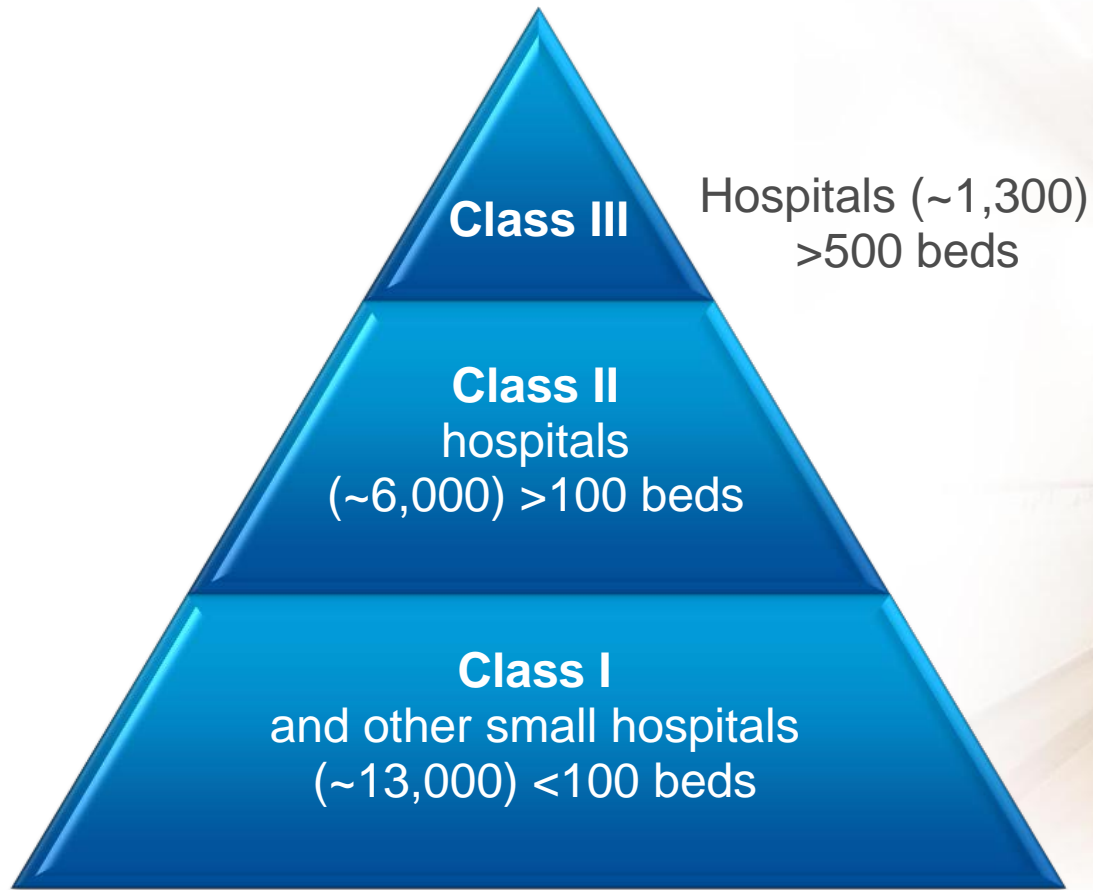 Class III
Hospitals (~1,300)
>500 beds
Class II
hospitals
(~6,000) >100 beds
Class I
and other small hospitals
(~13,000) <100 beds